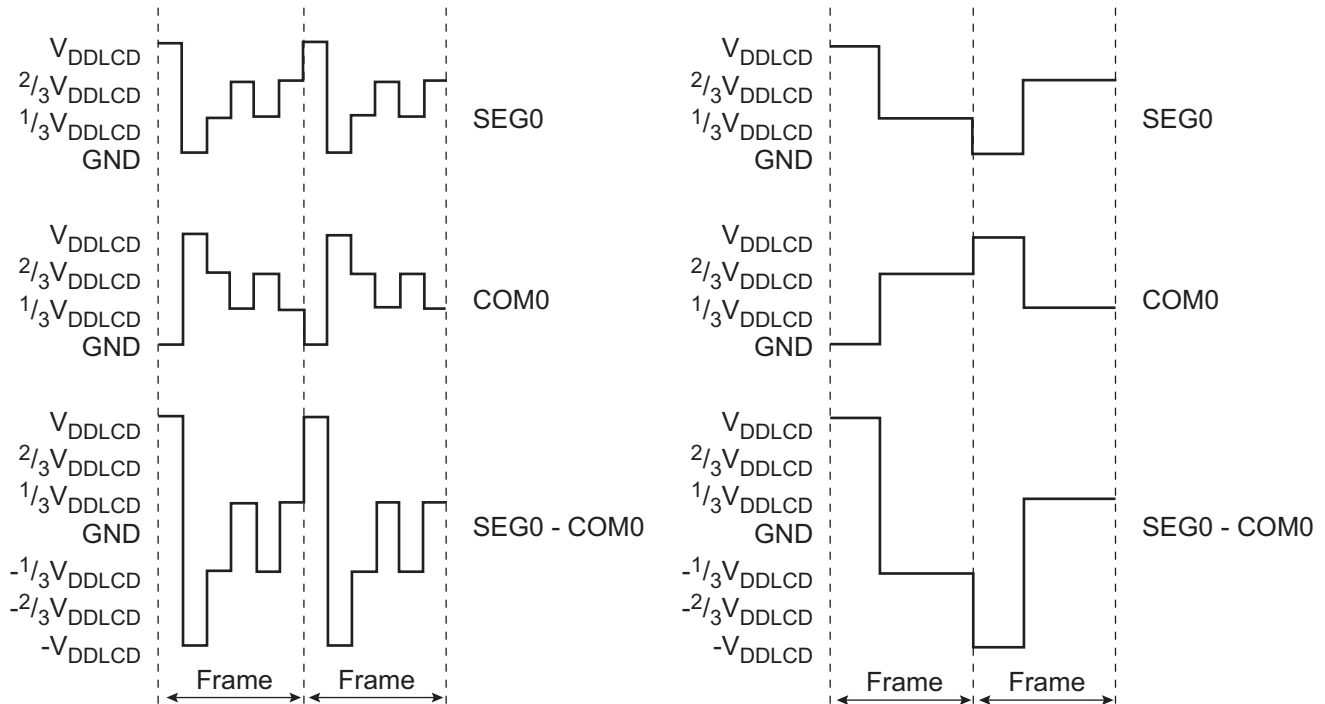 V_DDLCD
2/3V_DDLCD
1/3V_DDLCD
GND
SEG0
V_DDLCD
2/3V_DDLCD
1/3V_DDLCD
GND
COM0
V_DDLCD
2/3V_DDLCD
1/3V_DDLCD
GND
-1/3V_DDLCD
-2/3V_DDLCD
-V_DDLCD
SEG0 - COM0
Frame
Frame
V_DDLCD
2/3V_DDLCD
1/3V_DDLCD
GND
SEG0
V_DDLCD
2/3V_DDLCD
1/3V_DDLCD
GND
COM0
V_DDLCD
2/3V_DDLCD
1/3V_DDLCD
GND
-1/3V_DDLCD
-2/3V_DDLCD
-V_DDLCD
SEG0 - COM0
Frame
Frame